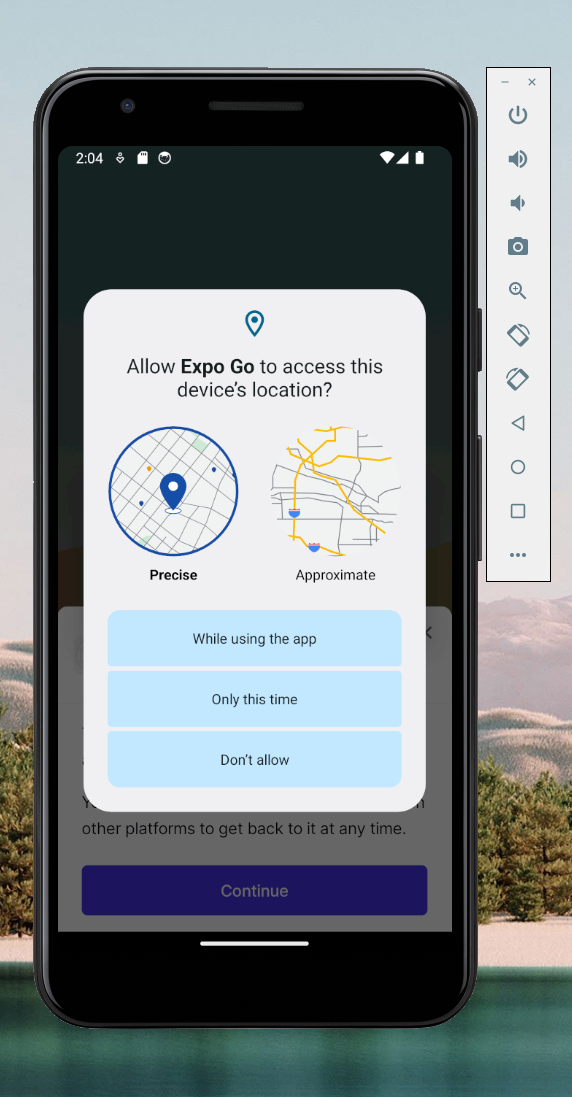 2:04
Allow Expo Go to access this
device's location?
Precise
Approximate
While using the app
Only this time
Don't allow
other platforms to get back to it at any time.
Continue